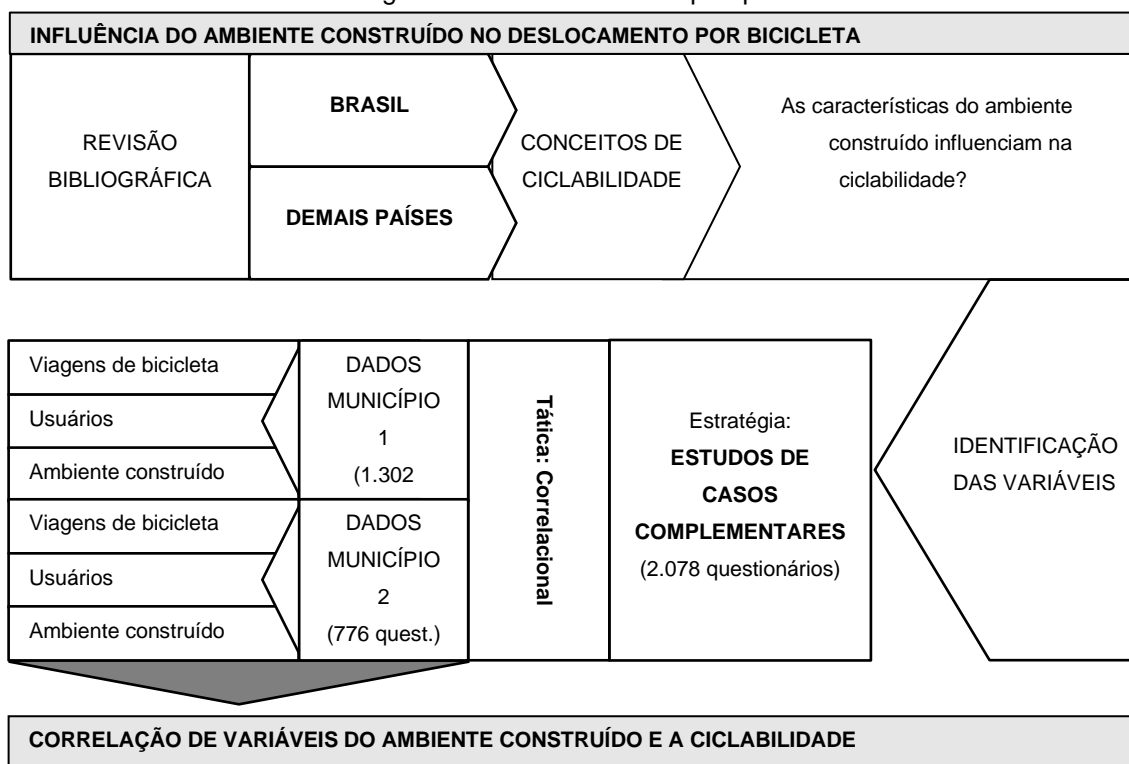 INFLUÊNCIA DO AMBIENTE CONSTRUÍDO NO DESLOCAMENTO POR BICICLETA
REVISÃO
BIBLIOGRÁFICA
BRASIL
DEMAIS PAÍSES
CONCEITOS DE
CICLABILIDADE
As características do ambiente
construído influenciam na
ciclabilidade?
IDENTIFICAÇÃO
DAS VARIÁVEIS
Estratégia:
ESTUDOS DE
CASOS
COMPLEMENTARES
(2.078 questionários)
Tática: Correlacional
DADOS
MUNICÍPIO
1
(1.302
Viagens de bicicleta
Usuários
Ambiente construído
DADOS
MUNICÍPIO
2
(776 quest.)
Viagens de bicicleta
Usuários
Ambiente construído
CORRELAÇÃO DE VARIÁVEIS DO AMBIENTE CONSTRUÍDO E A CICLABILIDADE